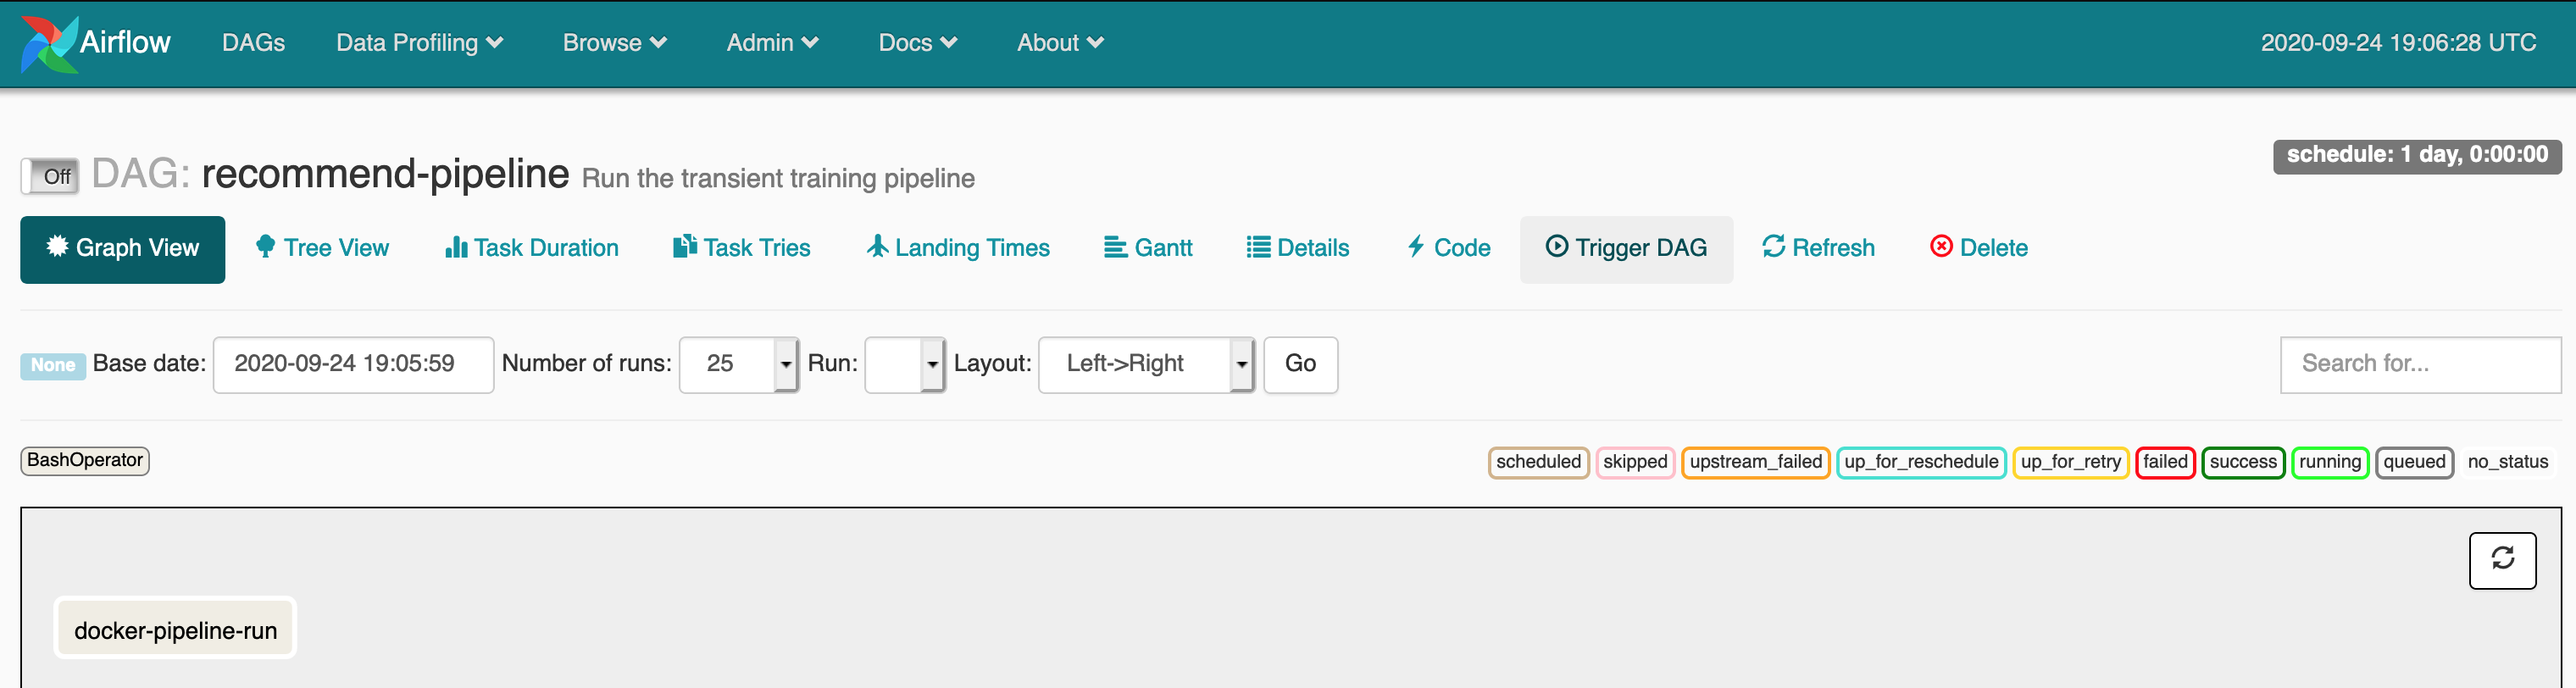 Airflow DAGs Data Profiling Browse Admin Docs About 2020-09-24 19:06:28 UTC
schedule: 1 day, 0:00:00
Off DAG: recommend-pipeline Run the transient training pipeline
Graph View Tree View Task Duration Task Tries Landing Times Gantt Details Code Trigger DAG Refresh Delete
None Base date: 2020-09-24 19:05:59 Number of runs: 25 Run: Layout: Left->Right Go Search for...
BashOperator scheduled skipped upstream_failed up_for_reschedule up_for_retry failed success running queued no_status
docker-pipeline-run